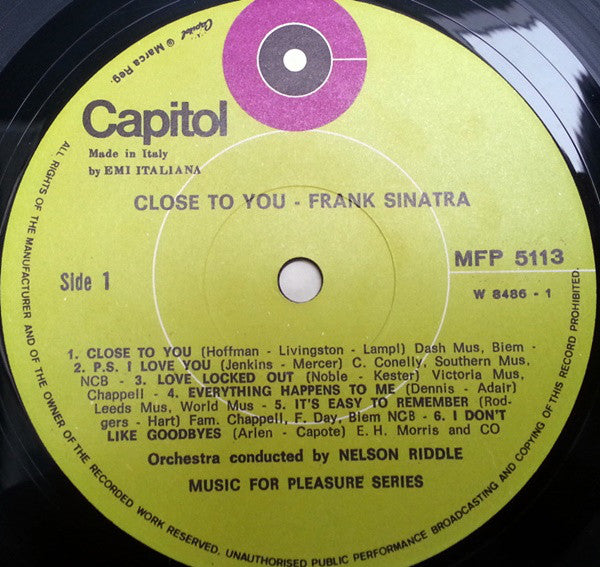 Capitol ® Marca Reg.
Capitol
Made in Italy
by EMI ITALIANA
CLOSE TO YOU - FRANK SINATRA
Side 1
MFP 5113
W 8486 - 1
1. CLOSE TO YOU (Hoffman - Livingston - Lampl) Dash Mus, Biem -
2. P.S. I LOVE YOU (Jenkins - Mercer) C. Conelly, Southern Mus,
NCB - 3. LOVE LOCKED OUT (Noble - Kester) Victoria Mus,
Chappell - 4. EVERYTHING HAPPENS TO ME (Dennis - Adair)
Leeds Mus, World Mus - 5. IT'S EASY TO REMEMBER (Rod-
gers - Hart) Fam. Chappell, F. Day, Biem NCB - 6. I DON'T
LIKE GOODBYES (Arlen - Capote) E. H. Morris and CO
Orchestra conducted by NELSON RIDDLE
MUSIC FOR PLEASURE SERIES
ALL RIGHTS OF THE MANUFACTURER AND OF THE OWNER OF THE RECORDED WORK RESERVED. UNAUTHORISED PUBLIC PERFORMANCE BROADCASTING AND COPYING OF THIS RECORD PROHIBITED.